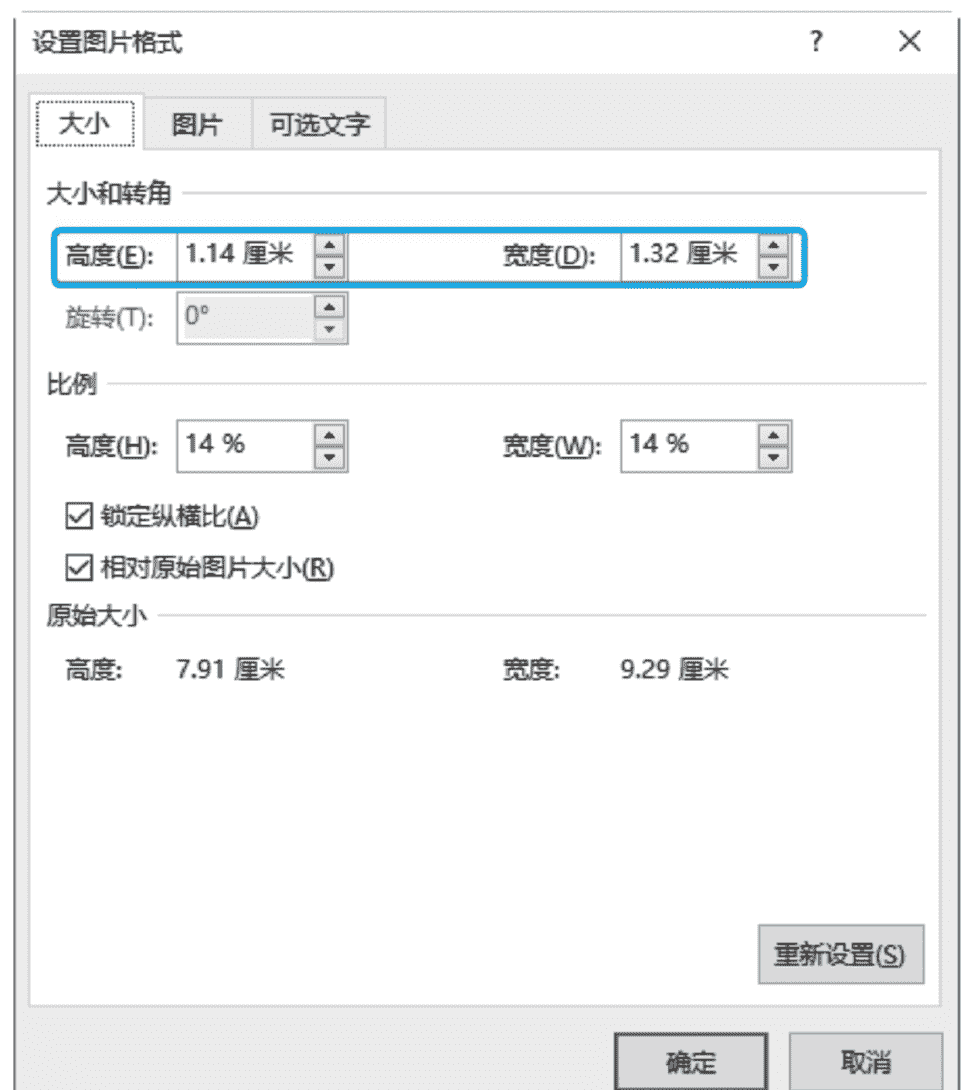 设置图片格式 ?
大小 图片 可选文字
大小和转角
高度(E): 1.14 厘米 宽度(D): 1.32 厘米
旋转(T): 0°
比例
高度(H): 14 % 宽度(W): 14 %
锁定纵横比(A)
相对原始图片大小(R)
原始大小
高度: 7.91 厘米 宽度: 9.29 厘米
重新设置(S)
确定 取消